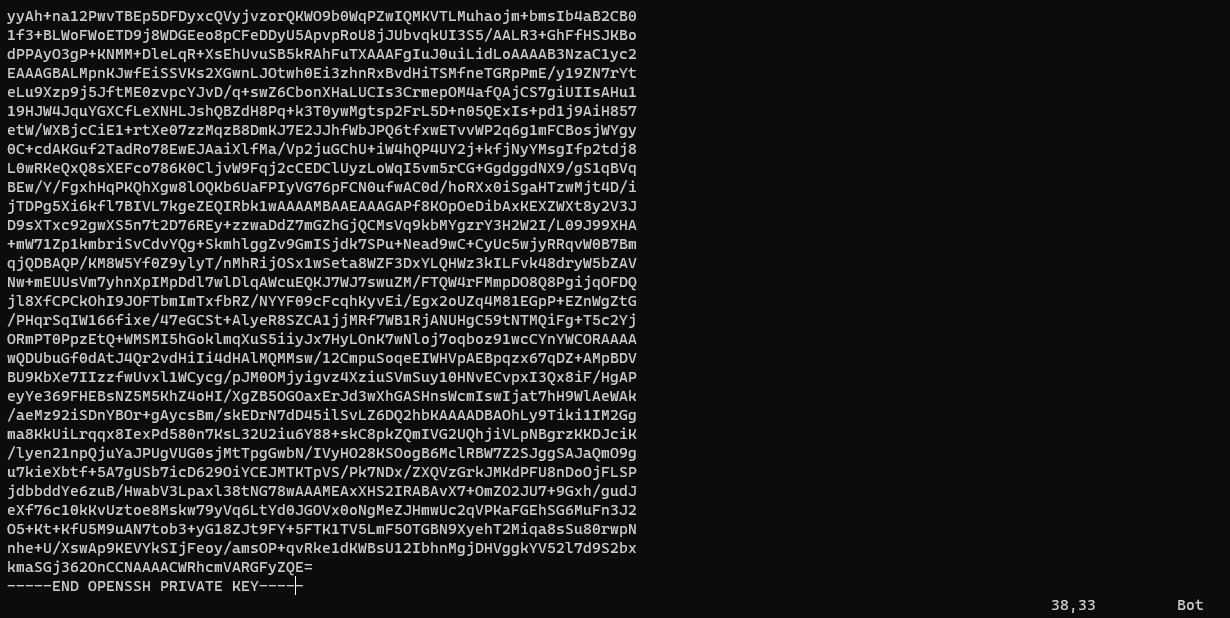 yyAh+na12PwvTBEp5DFDyxcQVyjvzorQKWO9b0WqPZwIQMKVTLMuhaojm+bmsIb4aB2CB0
1f3+BLWoFWoETD9j8WDGEeo8pCFeDDyU5ApvpRoU8jJUbvqkUI3S5/AALR3+GhFfHSJKBo
dPPAyO3gP+KNMM+DleLqR+XsEhUvuSB5kRAhFuTXAAAFgIuJ0uiLidLoAAAAB3NzaC1yc2
EAAAGBALMpnKJwfEiSSVKs2XGwnLJOtwh0Ei3zhnRxBvdHiTSMfneTGRpPmE/y19ZN7rYt
eLu9Xzp9j5JftME0zvpcYJvD/q+swZ6CbonXHaLUCIs3CrmepOM4afQAjCS7giUIIsAHu1
19HJW4JquYGXCfLeXNHLJshQBZdH8Pq+k3T0ywMgtsp2FrL5D+n05QExIs+pd1j9AiH857
etW/WXBjcCiE1+rtXe07zzMqzB8DmKJ7E2JJhfWbJPQ6tfxwETvvWP2q6g1mFCBosjWYgy
0C+cdAKGuf2TadRo78EwEJAaiXlfMa/Vp2juGChU+iW4hQP4UY2j+kfjNyYMsgIfp2tdj8
L0wRKeQxQ8sXEFco786K0CljvW9Fqj2cCEDClUyzLoWqI5vm5rCG+GgdggdNX9/gS1qBVq
BEw/Y/FgxhHqPKQhXgw8lOQKb6UaFPIyVG76pFCN0ufwAC0d/hoRXx0iSgaHTzwMjt4D/i
jTDPg5Xi6kfl7BIVL7kgeZEQIRbk1wAAAAMBAAEAAAGAPf8KOpOeDibAxKEXZWXt8y2V3J
D9sXTxc92gwXS5n7t2D76REy+zzwaDdZ7mGZhGjQCMsVq9kbMYgzrY3H2W2I/L09J99XHA
+mW71Zp1kmbriSvCdvYQg+SkmhlggZv9GmISjdk7SPu+Nead9wC+CyUc5wjyRRqvW0B7Bm
qjQDBAQP/KM8W5Yf0Z9ylyT/nMhRijOSx1wSeta8WZF3DxYLQHWz3kILFvk48dryW5bZAV
Nw+mEUUsVm7yhnXpIMpDdl7wlDlqAWcuEQKJ7WJ7swuZM/FTQW4rFMmpDO8Q8PgijqOFDQ
jl8XfCPCkOhI9JOFTbmImTxfbRZ/NYYF09cFcqhKyvEi/Egx2oUZq4M81EGpP+EZnWgZtG
/PHqrSqIW166fixe/47eGCSt+AlyeR8SZCA1jjMRf7WB1RjANUHgC59tNTMQiFg+T5c2Yj
ORmPT0PpzEtQ+WMSMI5hGoklmqXuS5iiyJx7HyLOnK7wNloj7oqboz91wcCYnYWCORAAAA
wQDUbuGf0dAtJ4Qr2vdHiIi4dHAlMQMMsw/12CmpuSoqeEIWHVpAEBpqzx67qDZ+AMpBDV
BU9KbXe7IIzzfwUvxl1WCycg/pJM0OMjyigvz4XziuSVmSuy10HNvECvpxI3Qx8iF/HgAP
eyYe369FHEBsNZ5M5KhZ4oHI/XgZB5OGOaxErJd3wXhGASHnsWcmIswIjat7hH9WlAeWAk
/aeMz92iSDnYBOr+gAycsBm/skEDrN7dD45ilSvLZ6DQ2hbKAAAADBAOhLy9Tiki1IM2Gg
ma8KkUiLrqqx8IexPd580n7KsL32U2iu6Y88+skC8pkZQmIVG2UQhjiVLpNBgrzKKDJciK
/lyen21npQjuYaJPUgVUG0sjMtTpgGwbN/IVyHO28KSOogB6MclRBW7Z2SJggSAJaQmO9g
u7kieXbtf+5A7gUSb7icD629OiYCEJMTKTpVS/Pk7NDx/ZXQVzGrkJMKdPFU8nDoOjFLSP
jdbbddYe6zuB/HwabV3Lpaxl38tNG78wAAAMEAxXHS2IRABAvX7+OmZO2JU7+9Gxh/gudJ
eXf76c10kKvUztoe8Mskw79yVq6LtYd0JGOVx0oNgMeZJHmwUc2qVPKaFGEhSG6MuFn3J2
O5+Kt+KfU5M9uAN7tob3+yG18ZJt9FY+5FTK1TV5LmF5OTGBN9XyehT2Miqa8sSu80rwpN
nhe+U/XswAp9KEVYkSIjFeoy/amsOP+qvRke1dKWBsU12IbhnMgjDHVggkYV52l7d9S2bx
kmaSGj362OnCCNAAAACWRhcmVARGFyZQE=
-----END OPENSSH PRIVATE KEY-----
38,33 Bot